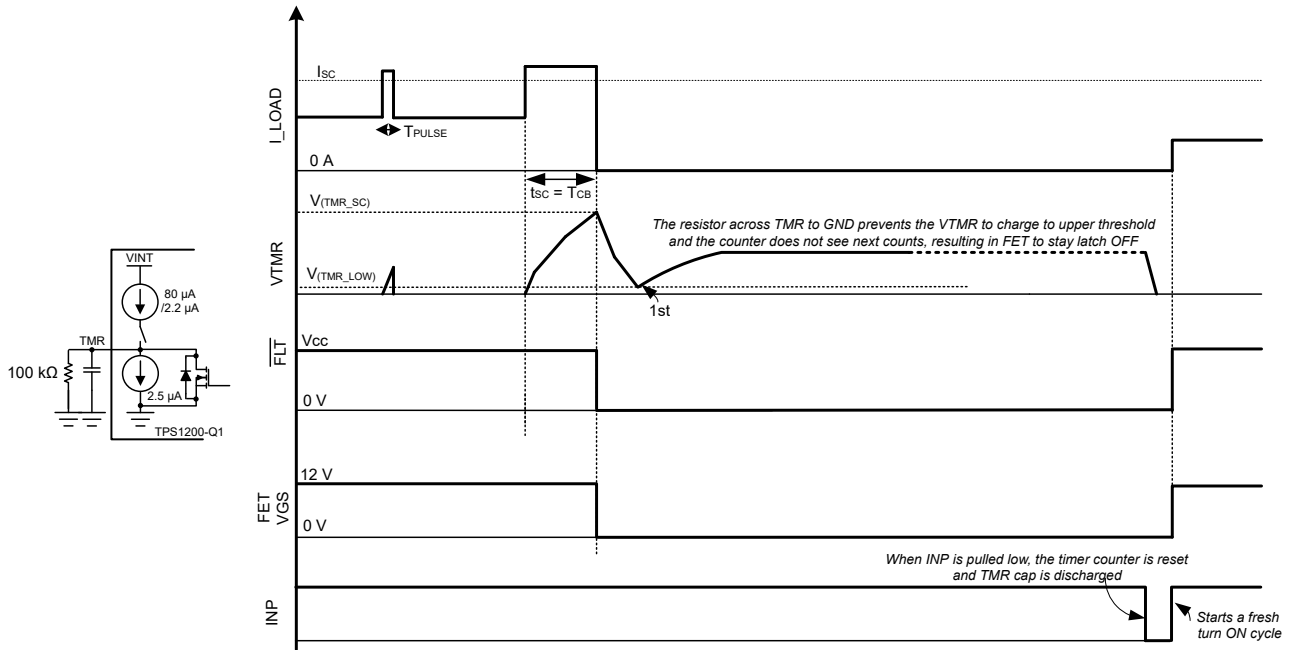 I_LOAD
ISC
TPULSE
0 A
tSC = TCB
VTMR
V(TMR_SC)
The resistor across TMR to GND prevents the VTMR to charge to upper threshold
and the counter does not see next counts, resulting in FET to stay latch OFF
V(TMR_LOW)
1st
VINT
80 µA
/2.2 µA
TMR
100 kΩ
2.5 µA
TPS1200-Q1
FLT
Vcc
0 V
FET
VGS
12 V
0 V
When INP is pulled low, the timer counter is reset
and TMR cap is discharged
INP
Starts a fresh
turn ON cycle